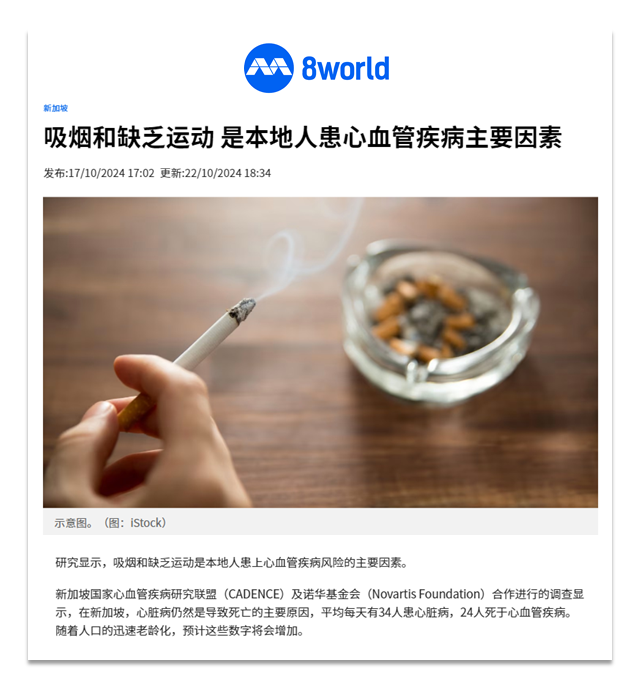 8world
新加坡
吸烟和缺乏运动 是本地人患心血管疾病主要因素
发布:17/10/2024 17:02 更新:22/10/2024 18:34
示意图。（图：iStock）
研究显示，吸烟和缺乏运动是本地人患上心血管疾病风险的主要因素。
新加坡国家心血管疾病研究联盟（CADENCE）及诺华基金会（Novartis Foundation）合作进行的调查显
示，在新加坡，心脏病仍然是导致死亡的主要原因，平均每天有34人患心脏病，24人死于心血管疾病。
随着人口的迅速老龄化，预计这些数字将会增加。